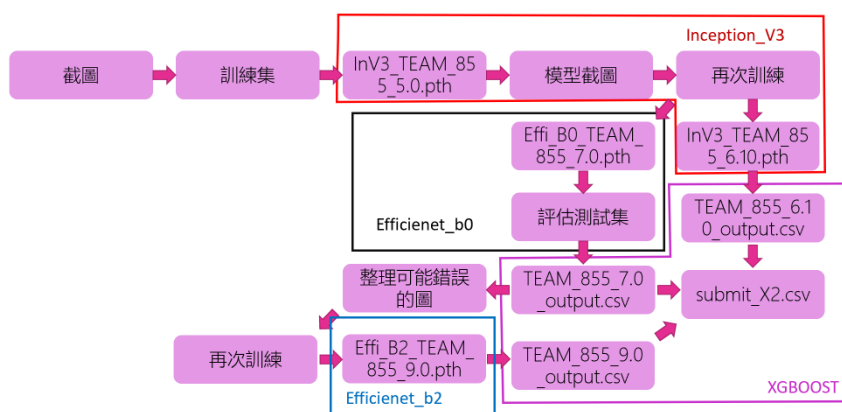 Inception_V3
截圖
訓練集
InV3_TEAM_85
5_5.0.pth
模型截圖
再次訓練
Effi_B0_TEAM_
855_7.0.pth
InV3_TEAM_85
5_6.10.pth
Efficienet_b0
評估測試集
TEAM_855_6.1
0_output.csv
整理可能錯誤
的圖
TEAM_855_7.0
_output.csv
submit_X2.csv
再次訓練
Effi_B2_TEAM_
855_9.0.pth
TEAM_855_9.0
_output.csv
XGBOOST
Efficienet_b2